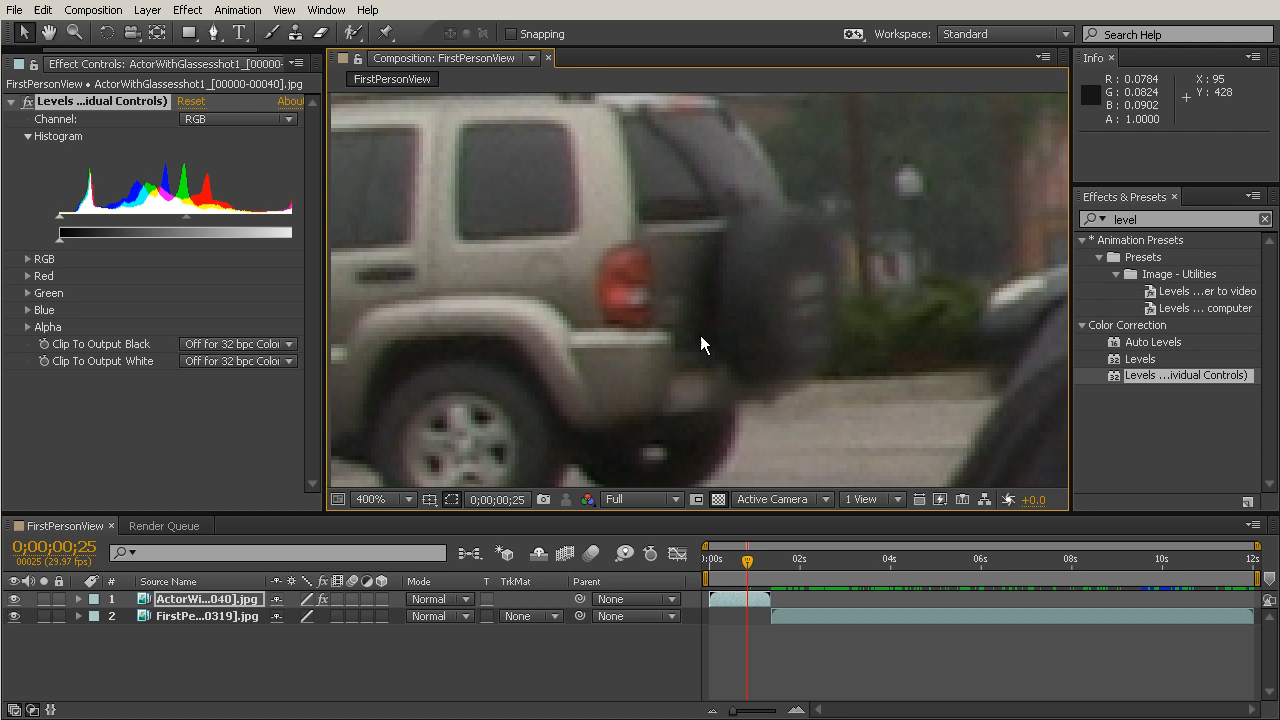 File Edit Composition Layer Effect Animation View Window Help
Snapping
Workspace: Standard
Search Help
Effect Controls: ActorWithGlassesshot1_[00000-
Composition: FirstPersonView
FirstPersonView • ActorWithGlassesshot1_[00000-00040].jpg
FirstPersonView
fx Levels ...idual Controls) Reset Abou
Channel: RGB
Histogram
RGB
Red
Green
Blue
Alpha
Clip To Output Black Off for 32 bpc Color
Clip To Output White Off for 32 bpc Color
400% 0;00;00;25 Full Active Camera 1 View +0.0
Info
R : 0.0784
G : 0.0824
B : 0.0902
A : 1.0000
X : 95
Y : 428
Effects & Presets
level
* Animation Presets
Presets
Image - Utilities
Levels ...er to video
Levels ... computer
Color Correction
Auto Levels
Levels
Levels ...ividual Controls)
FirstPersonView Render Queue
0;00;00;25
00025 (29.97 fps)
):00s 02s 04s 06s 08s 10s 12s
# Source Name fx Mode T TrkMat Parent
1 ActorWi...040].jpg fx Normal None
2 FirstPe...0319].jpg Normal None None